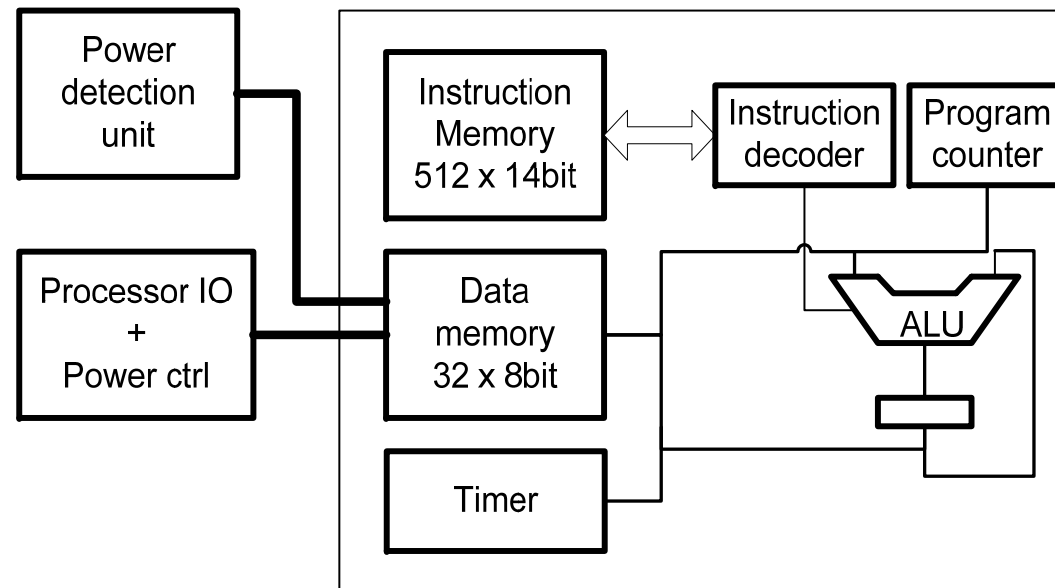 Power
detection
unit
Instruction
Memory
512 x 14bit
Instruction
decoder
Program
counter
Processor IO
+
Power ctrl
Data
memory
32 x 8bit
ALU
Timer